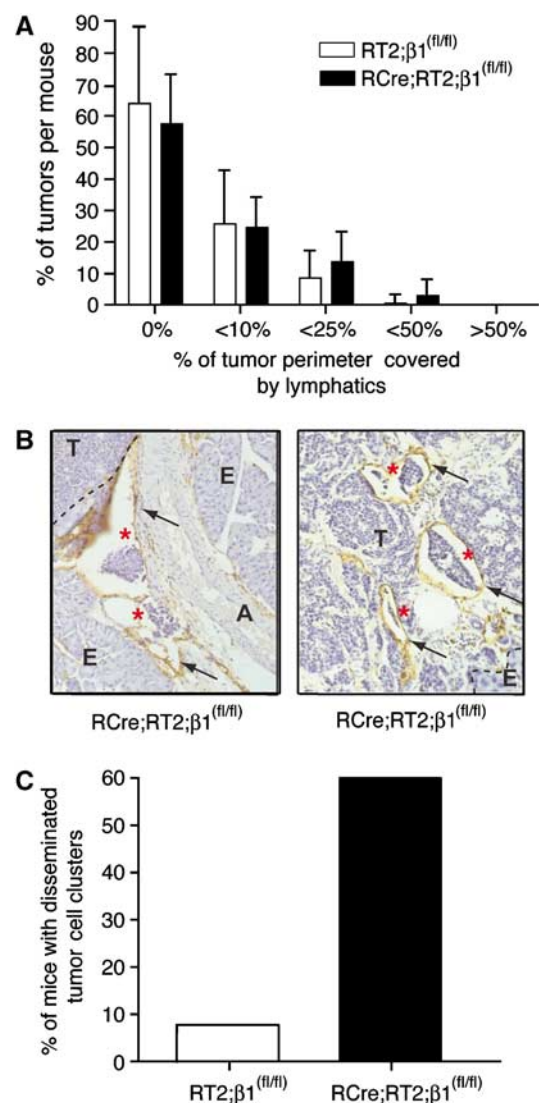 A
% of tumors per mouse
90
80
70
60
50
40
30
20
10
0
RT2;β1(fl/fl)
RCre;RT2;β1(fl/fl)
0% <10% <25% <50% >50%
% of tumor perimeter covered
by lymphatics
B
T
E
*
*
A
E
*
T
*
*
E
RCre;RT2;β1(fl/fl)
RCre;RT2;β1(fl/fl)
C
% of mice with disseminated
tumor cell clusters
60
50
40
30
20
10
0
RT2;β1(fl/fl)
RCre;RT2;β1(fl/fl)